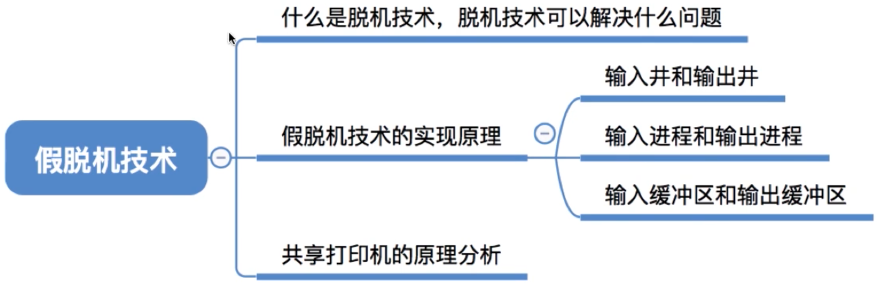 什么是脱机技术，脱机技术可以解决什么问题
输入井和输出井
假脱机技术
假脱机技术的实现原理
输入进程和输出进程
输入缓冲区和输出缓冲区
共享打印机的原理分析